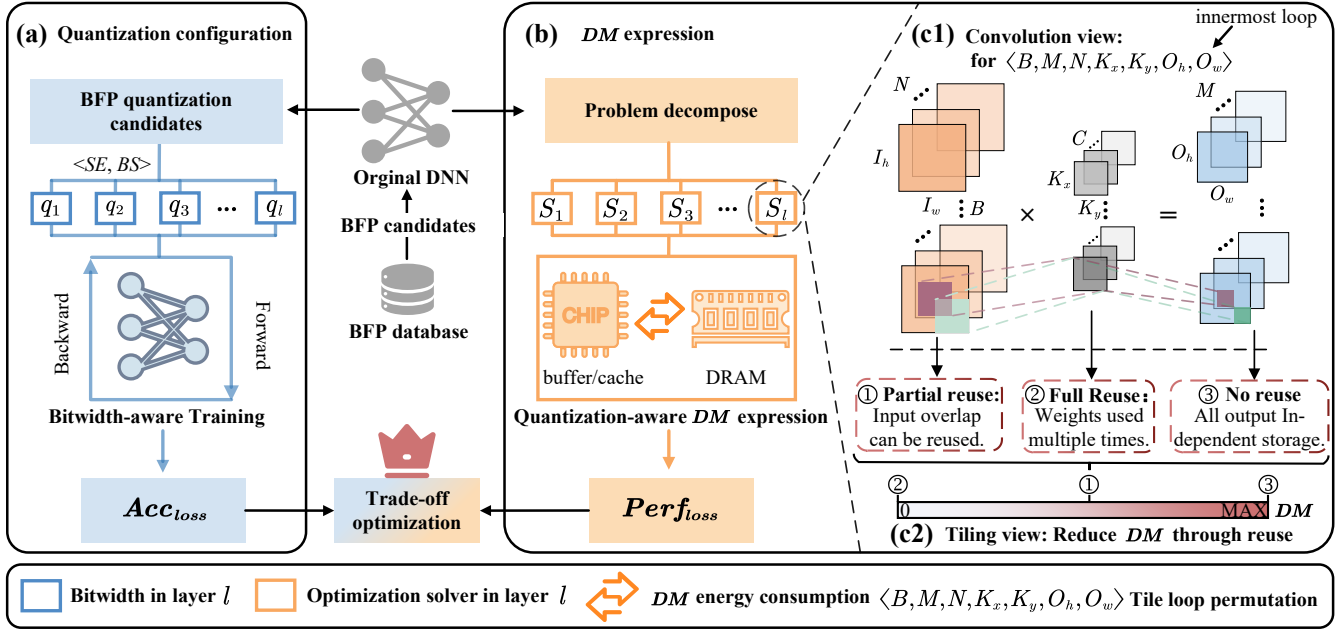 (a) Quantization configuration
BFP quantization
candidates
<SE, BS>
q1 q2 q3 ... ql
Backward
Forward
Bitwidth-aware Training
Acc_loss
Orginal DNN
BFP candidates
BFP database
Trade-off
optimization
(b) DM expression
Problem decompose
S1 S2 S3 ... Sl
CHIP
buffer/cache
DRAM
Quantization-aware DM expression
Perf_loss
(c1) Convolution view:
innermost loop
for ⟨B, M, N, Kx, Ky, Oh, Ow⟩
N
Ih
Iw
B
×
C
Kx
Ky
=
M
Oh
Ow
① Partial reuse:
Input overlap
can be reused.
② Full Reuse:
Weights used
multiple times.
③ No reuse
All output In-
dependent storage.
② ① ③
0 MAX DM
(c2) Tiling view: Reduce DM through reuse
Bitwidth in layer l
Optimization solver in layer l
DM energy consumption
⟨B, M, N, Kx, Ky, Oh, Ow⟩ Tile loop permutation